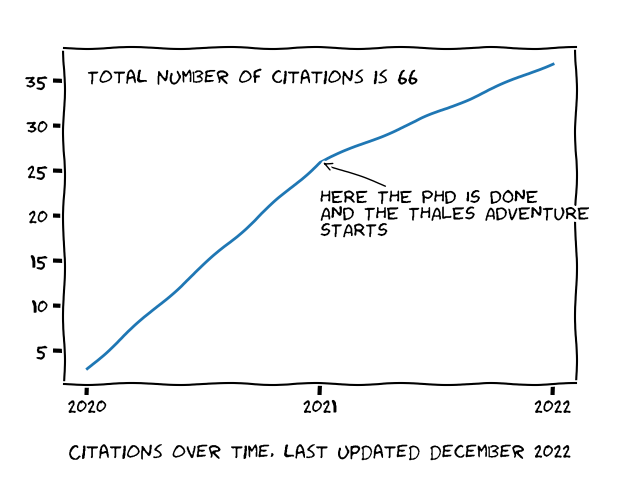 TOTAL NUMBER OF CITATIONS IS 66
35
30
25
20
15
10
5
HERE THE PHD IS DONE
AND THE THALES ADVENTURE
STARTS
2020 2021 2022
CITATIONS OVER TIME. LAST UPDATED DECEMBER 2022